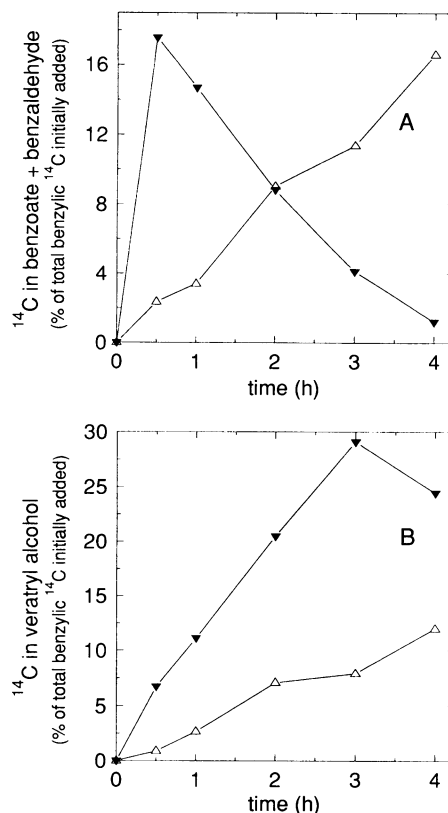 ¹⁴C in benzoate + benzaldehyde
(% of total benzylic ¹⁴C initially added)
16
12
8
4
0
A
0
1
2
3
4
time (h)
¹⁴C in veratryl alcohol
(% of total benzylic ¹⁴C initially added)
30
25
20
15
10
5
0
B
0
1
2
3
4
time (h)